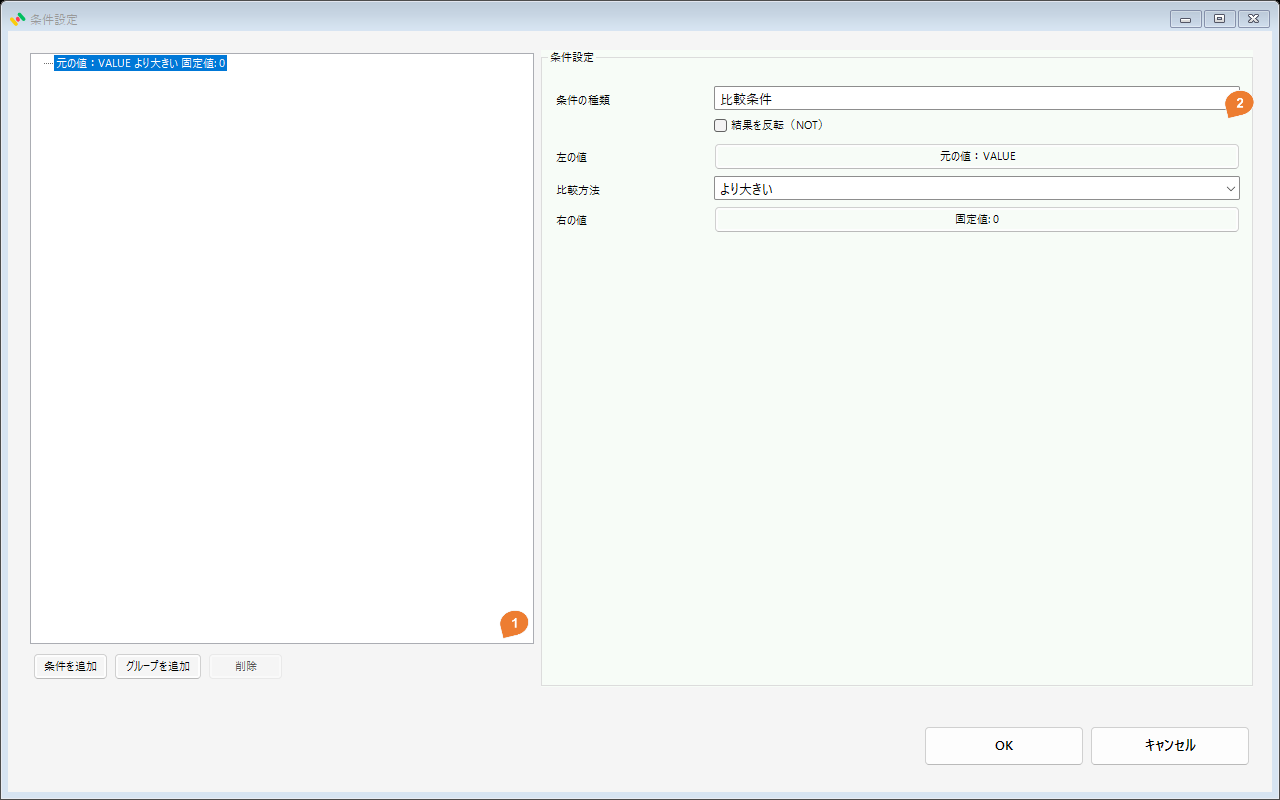 条件設定
元の値：VALUE より大きい 固定値: 0
1
条件を追加
グループを追加
削除
条件設定
条件の種類
比較条件
2
結果を反転（NOT）
左の値
元の値：VALUE
比較方法
より大きい
右の値
固定値: 0
OK
キャンセル